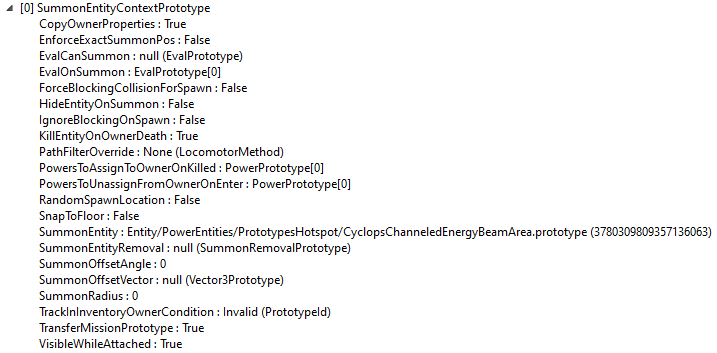 [0] SummonEntityContextPrototype
CopyOwnerProperties : True
EnforceExactSummonPos : False
EvalCanSummon : null (EvalPrototype)
EvalOnSummon : EvalPrototype[0]
ForceBlockingCollisionForSpawn : False
HideEntityOnSummon : False
IgnoreBlockingOnSpawn : False
KillEntityOnOwnerDeath : True
PathFilterOverride : None (LocomotorMethod)
PowersToAssignToOwnerOnKilled : PowerPrototype[0]
PowersToUnassignFromOwnerOnEnter : PowerPrototype[0]
RandomSpawnLocation : False
SnapToFloor : False
SummonEntity : Entity/PowerEntities/PrototypesHotspot/CyclopsChanneledEnergyBeamArea.prototype (3780309809357136063)
SummonEntityRemoval : null (SummonRemovalPrototype)
SummonOffsetAngle : 0
SummonOffsetVector : null (Vector3Prototype)
SummonRadius : 0
TrackInInventoryOwnerCondition : Invalid (PrototypeId)
TransferMissionPrototype : True
VisibleWhileAttached : True